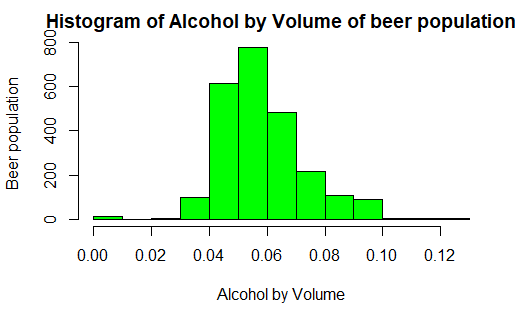 Histogram of Alcohol by Volume of beer population
Beer population
800
600
400
200
0
0.00 0.02 0.04 0.06 0.08 0.10 0.12
Alcohol by Volume